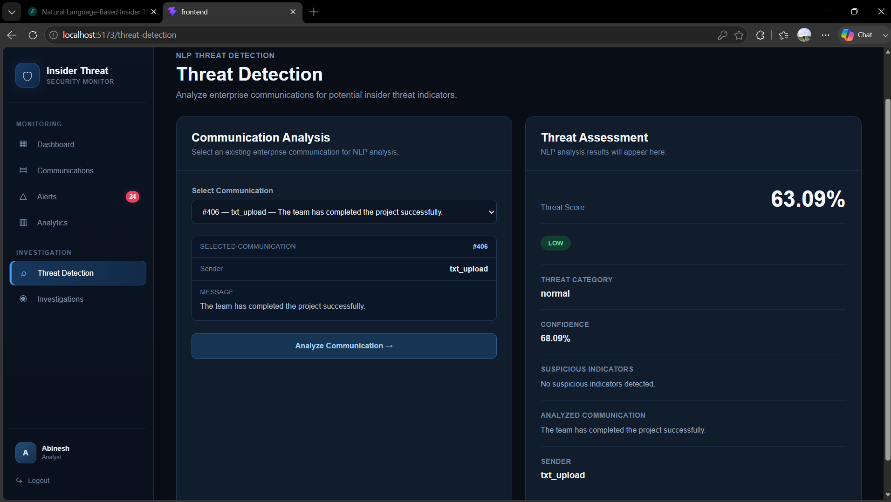 Natural Language-Based Insider T
frontend
localhost:5173/threat-detection
Chat
Insider Threat
SECURITY MONITOR
MONITORING
Dashboard
Communications
Alerts
24
Analytics
INVESTIGATION
Threat Detection
Investigations
A
Abinesh
Analyst
Logout
NLP THREAT DETECTION
Threat Detection
Analyze enterprise communications for potential insider threat indicators.
Communication Analysis
Select an existing enterprise communication for NLP analysis.
Select Communication
#406 — txt_upload — The team has completed the project successfully.
SELECTED COMMUNICATION
#406
Sender
txt_upload
MESSAGE
The team has completed the project successfully.
Analyze Communication →
Threat Assessment
NLP analysis results will appear here.
Threat Score
63.09%
LOW
THREAT CATEGORY
normal
CONFIDENCE
68.09%
SUSPICIOUS INDICATORS
No suspicious indicators detected.
ANALYZED COMMUNICATION
The team has completed the project successfully.
SENDER
txt_upload